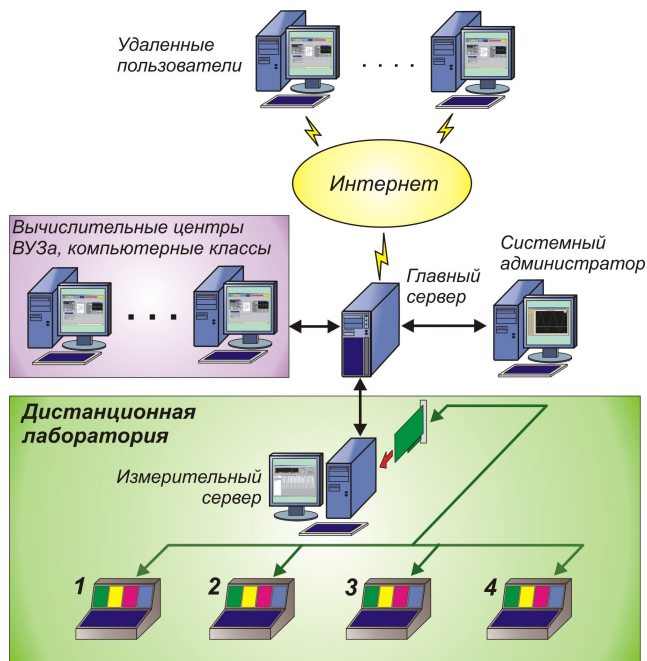 Удаленные
пользователи
Интернет
Вычислительные центры
ВУЗа, компьютерные классы
Главный
сервер
Системный
администратор
Дистанционная
лаборатория
Измерительный
сервер
1
2
3
4